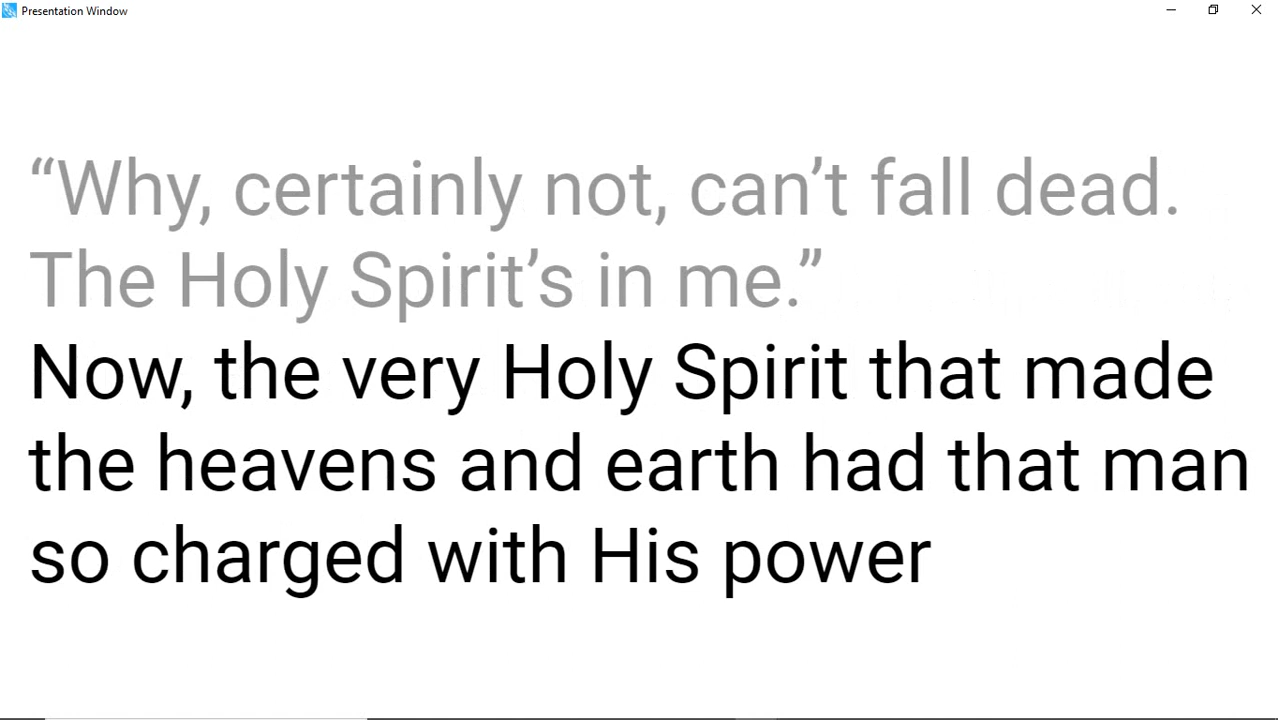 Presentation Window
“Why, certainly not, can’t fall dead.
The Holy Spirit’s in me.”
Now, the very Holy Spirit that made
the heavens and earth had that man
so charged with His power